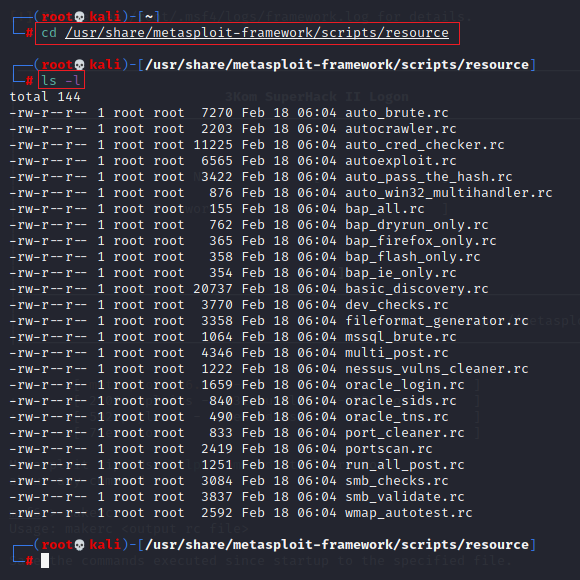 (root💀kali)-[~]
# cd /usr/share/metasploit-framework/scripts/resource
(root💀kali)-[/usr/share/metasploit-framework/scripts/resource]
# ls -l
total 144
-rw-r--r-- 1 root root  7270 Feb 18 06:04 auto_brute.rc
-rw-r--r-- 1 root root  2203 Feb 18 06:04 autocrawler.rc
-rw-r--r-- 1 root root 11225 Feb 18 06:04 auto_cred_checker.rc
-rw-r--r-- 1 root root  6565 Feb 18 06:04 autoexploit.rc
-rw-r--r-- 1 root root  3422 Feb 18 06:04 auto_pass_the_hash.rc
-rw-r--r-- 1 root root   876 Feb 18 06:04 auto_win32_multihandler.rc
-rw-r--r-- 1 root root   155 Feb 18 06:04 bap_all.rc
-rw-r--r-- 1 root root   762 Feb 18 06:04 bap_dryrun_only.rc
-rw-r--r-- 1 root root   365 Feb 18 06:04 bap_firefox_only.rc
-rw-r--r-- 1 root root   358 Feb 18 06:04 bap_flash_only.rc
-rw-r--r-- 1 root root   354 Feb 18 06:04 bap_ie_only.rc
-rw-r--r-- 1 root root 20737 Feb 18 06:04 basic_discovery.rc
-rw-r--r-- 1 root root  3770 Feb 18 06:04 dev_checks.rc
-rw-r--r-- 1 root root  3358 Feb 18 06:04 fileformat_generator.rc
-rw-r--r-- 1 root root  1064 Feb 18 06:04 mssql_brute.rc
-rw-r--r-- 1 root root  4346 Feb 18 06:04 multi_post.rc
-rw-r--r-- 1 root root  1222 Feb 18 06:04 nessus_vulns_cleaner.rc
-rw-r--r-- 1 root root  1659 Feb 18 06:04 oracle_login.rc
-rw-r--r-- 1 root root   840 Feb 18 06:04 oracle_sids.rc
-rw-r--r-- 1 root root   490 Feb 18 06:04 oracle_tns.rc
-rw-r--r-- 1 root root   833 Feb 18 06:04 port_cleaner.rc
-rw-r--r-- 1 root root  2419 Feb 18 06:04 portscan.rc
-rw-r--r-- 1 root root  1251 Feb 18 06:04 run_all_post.rc
-rw-r--r-- 1 root root  3084 Feb 18 06:04 smb_checks.rc
-rw-r--r-- 1 root root  3837 Feb 18 06:04 smb_validate.rc
-rw-r--r-- 1 root root  2592 Feb 18 06:04 wmap_autotest.rc
(root💀kali)-[/usr/share/metasploit-framework/scripts/resource]
#